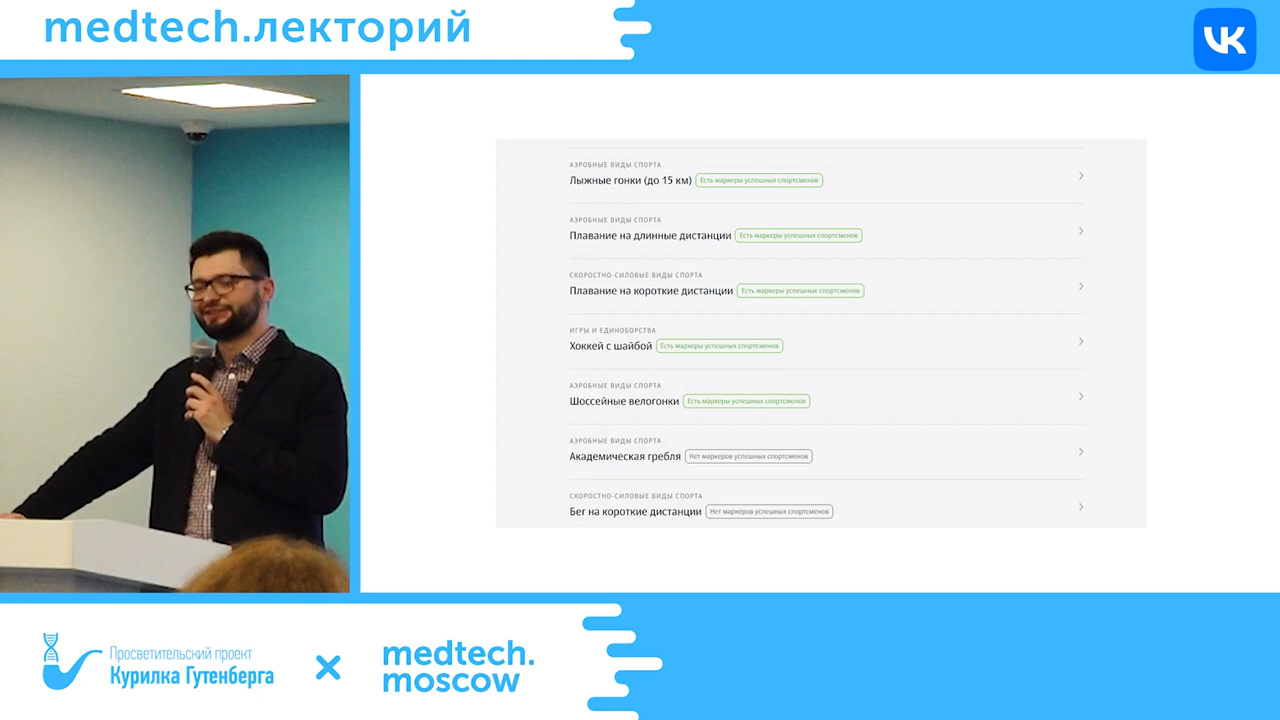 medtech.лекторий
VK
АЭРОБНЫЕ ВИДЫ СПОРТА
Лыжные гонки (до 15 км) Есть маркеры успешных спортсменов
АЭРОБНЫЕ ВИДЫ СПОРТА
Плавание на длинные дистанции Есть маркеры успешных спортсменов
СКОРОСТНО-СИЛОВЫЕ ВИДЫ СПОРТА
Плавание на короткие дистанции Есть маркеры успешных спортсменов
ИГРЫ И ЕДИНОБОРСТВА
Хоккей с шайбой Есть маркеры успешных спортсменов
АЭРОБНЫЕ ВИДЫ СПОРТА
Шоссейные велогонки Есть маркеры успешных спортсменов
АЭРОБНЫЕ ВИДЫ СПОРТА
Академическая гребля Нет маркеров успешных спортсменов
СКОРОСТНО-СИЛОВЫЕ ВИДЫ СПОРТА
Бег на короткие дистанции Нет маркеров успешных спортсменов
Просветительский проект
Курилка Гутенберга
medtech.
moscow